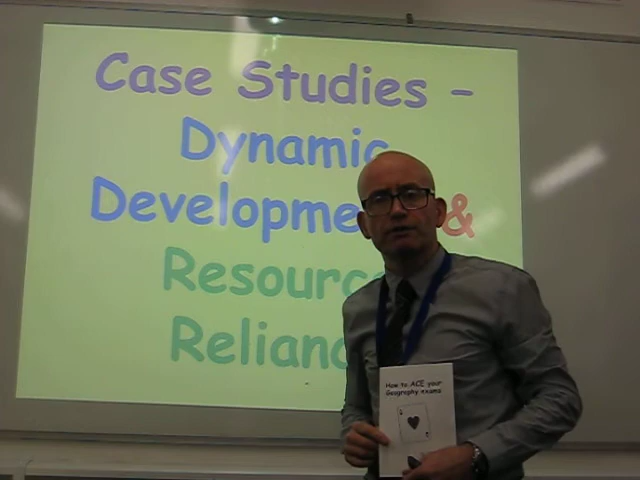 Case Studies –
Dynamic
Developme &
Resourc
Relianc
How to ACE your
Geography exams